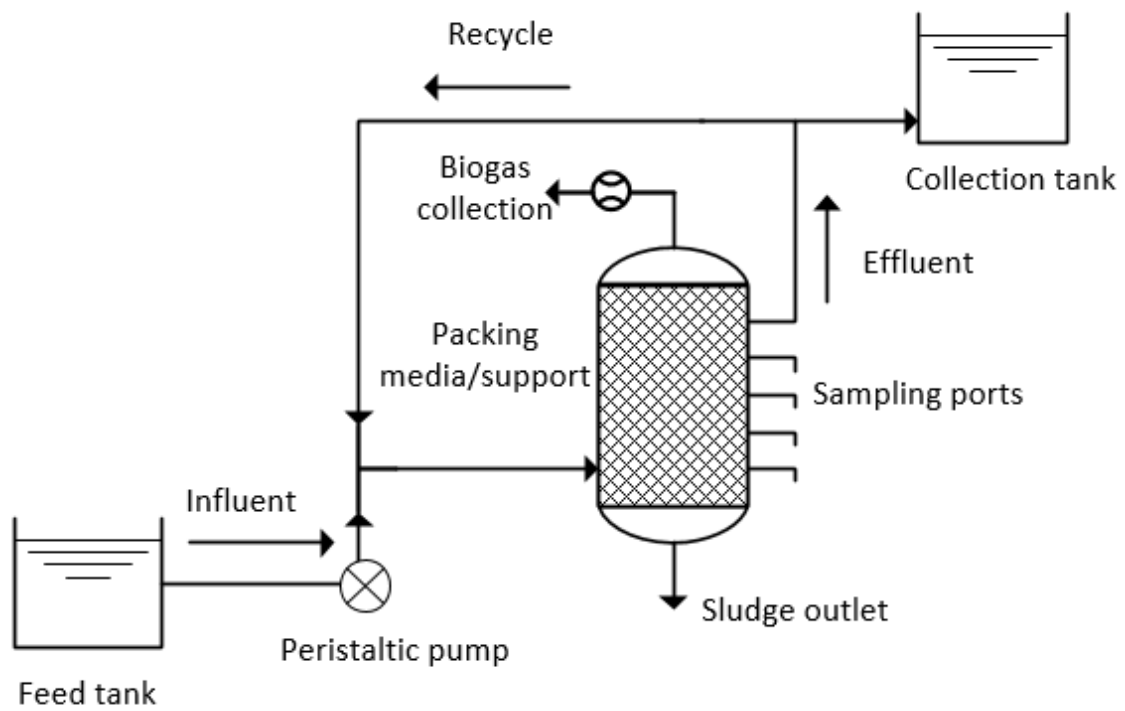 Recycle
Biogas
collection
Collection tank
Effluent
Packing
media/support
Sampling ports
Influent
Sludge outlet
Peristaltic pump
Feed tank